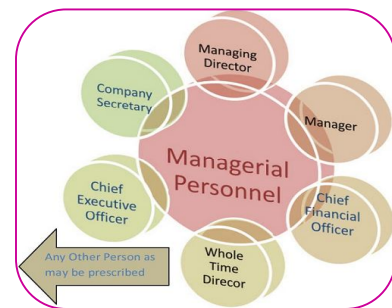 Managing
Director
Company
Secretary
Manager
Managerial
Personnel
Chief
Executive
Officer
Chief
Financial
Officer
Whole
Time
Direcor
Any Other Person as
may be prescribed